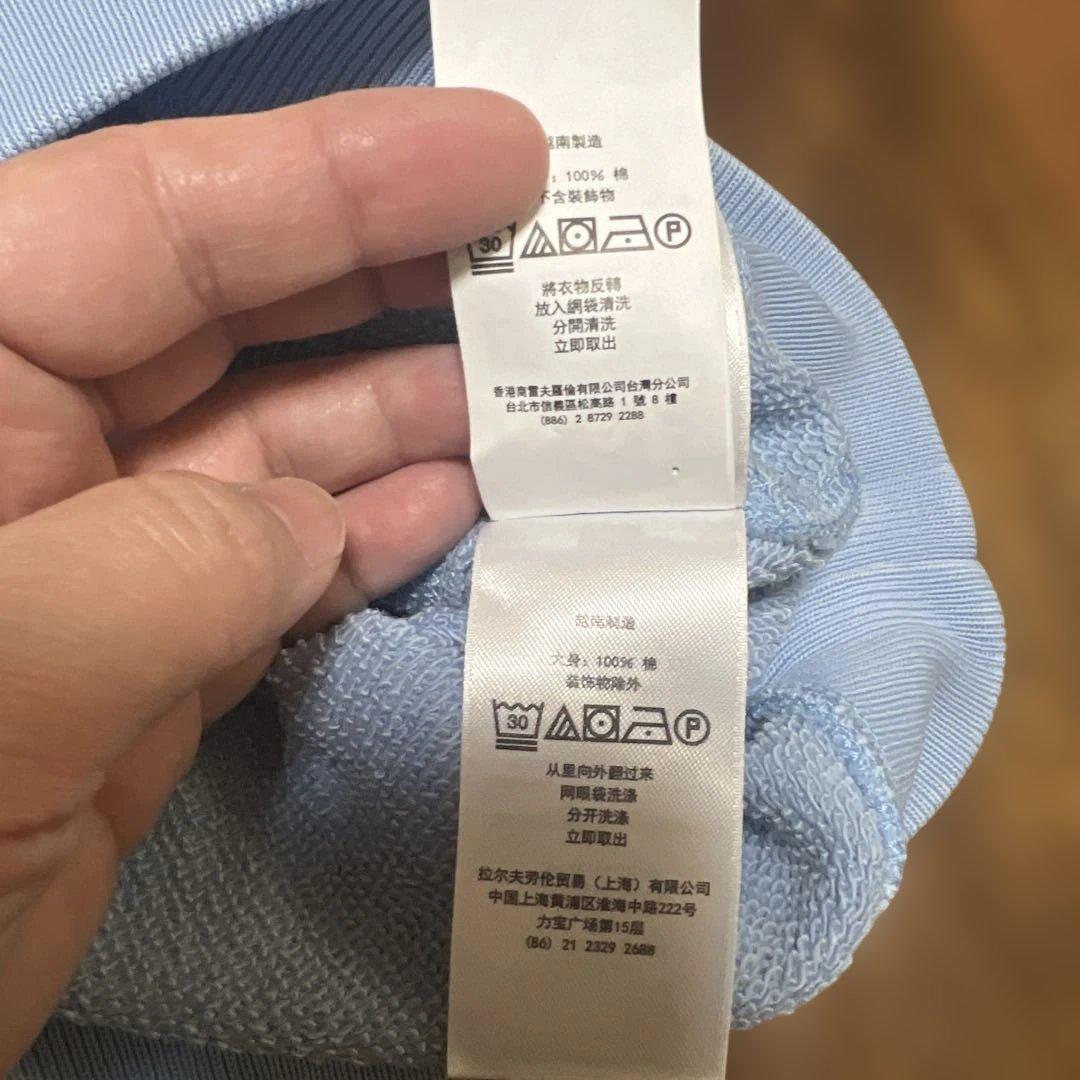 越南製造
：100% 棉
不含裝飾物
30 P
將衣物反轉
放入網袋清洗
分開清洗
立即取出
香港商雷夫羅倫有限公司台灣分公司
台北市信義區松高路 1 號 8 樓
(886) 2 8729 2288
越南製造
大身：100% 棉
装饰物除外
30 P
从里向外翻过来
网眼袋洗涤
分开洗涤
立即取出
拉尔夫劳伦贸易（上海）有限公司
中国上海黄浦区淮海中路222号
力宝广场第15层
(86) 21 2329 2688